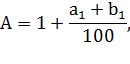 A = 1 + (a₁ + b₁)/100,